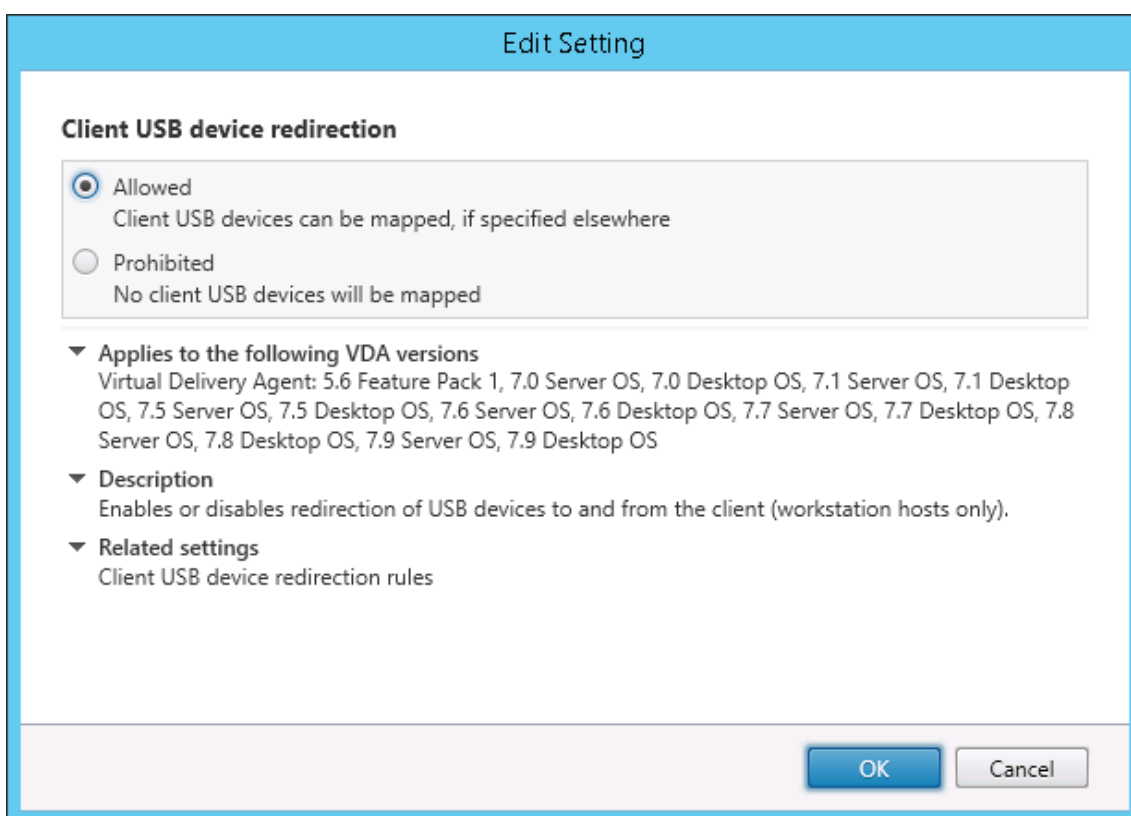 Edit Setting
Client USB device redirection
Allowed
Client USB devices can be mapped, if specified elsewhere
Prohibited
No client USB devices will be mapped
Applies to the following VDA versions
Virtual Delivery Agent: 5.6 Feature Pack 1, 7.0 Server OS, 7.0 Desktop OS, 7.1 Server OS, 7.1 Desktop
OS, 7.5 Server OS, 7.5 Desktop OS, 7.6 Server OS, 7.6 Desktop OS, 7.7 Server OS, 7.7 Desktop OS, 7.8
Server OS, 7.8 Desktop OS, 7.9 Server OS, 7.9 Desktop OS
Description
Enables or disables redirection of USB devices to and from the client (workstation hosts only).
Related settings
Client USB device redirection rules
OK
Cancel